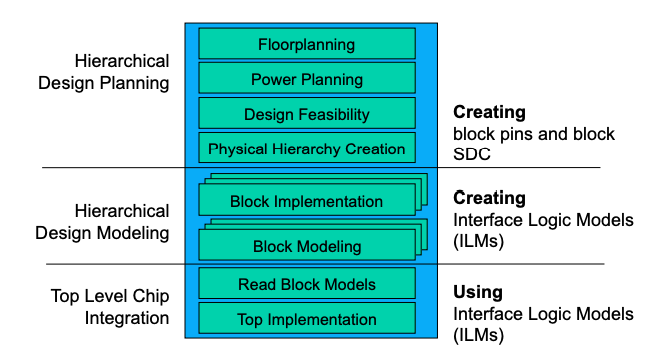 Floorplanning
Hierarchical
Design Planning
Power Planning
Design Feasibility
Creating
block pins and block
SDC
Physical Hierarchy Creation
Block Implementation
Creating
Interface Logic Models
(ILMs)
Hierarchical
Design Modeling
Block Modeling
Read Block Models
Top Level Chip
Integration
Using
Interface Logic Models
(ILMs)
Top Implementation